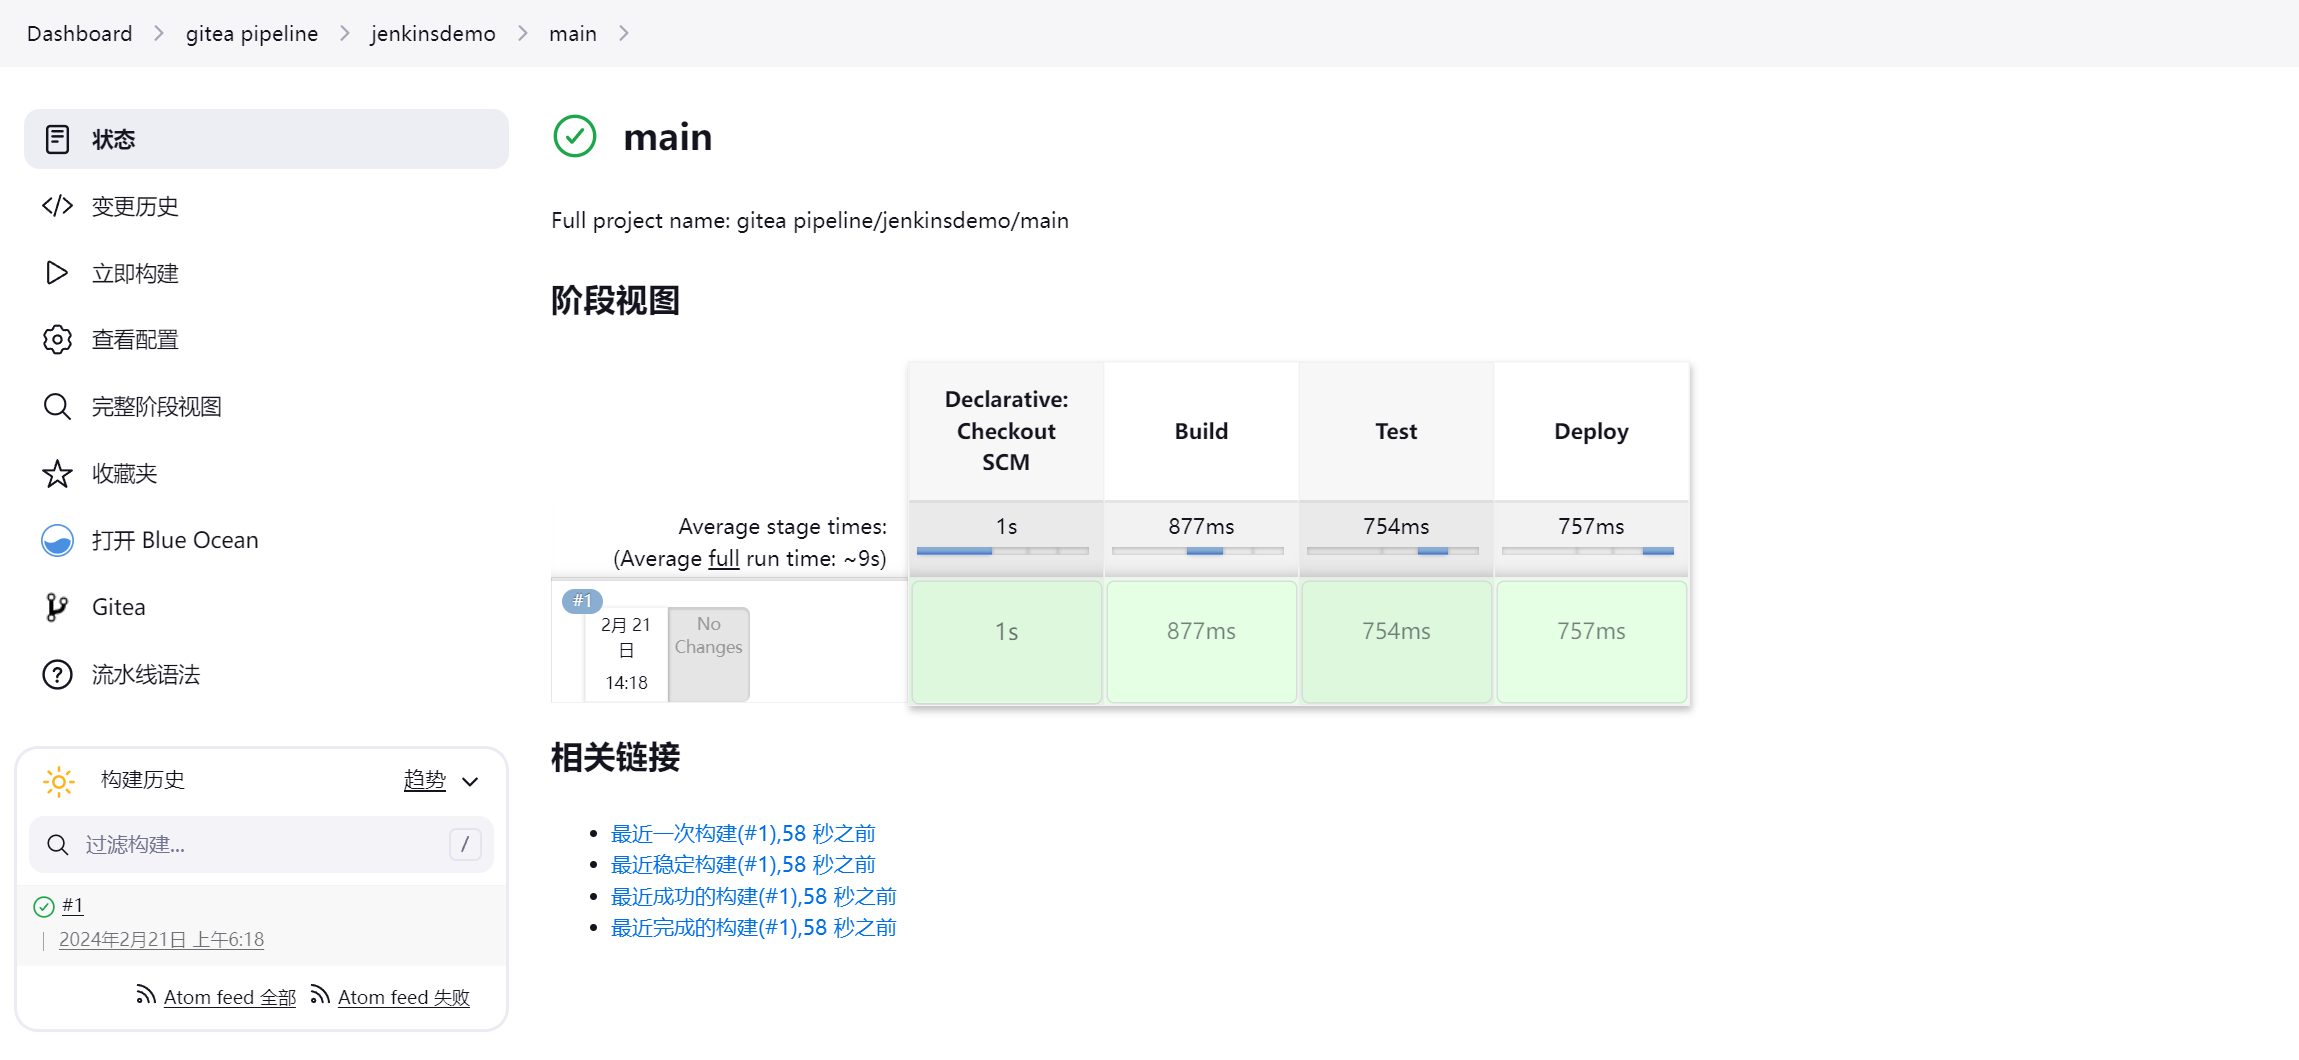 Dashboard > gitea pipeline > jenkinsdemo > main >
状态
变更历史
立即构建
查看配置
完整阶段视图
收藏夹
打开 Blue Ocean
Gitea
流水线语法
构建历史 趋势
过滤构建... /
#1
2024年2月21日 上午6:18
Atom feed 全部 Atom feed 失败
main
Full project name: gitea pipeline/jenkinsdemo/main
阶段视图
Declarative:
Checkout
SCM
Build
Test
Deploy
Average stage times:
(Average full run time: ~9s)
1s 877ms 754ms 757ms
#1
2月 21
日
14:18
No
Changes
1s 877ms 754ms 757ms
相关链接
最近一次构建(#1),58 秒之前
最近稳定构建(#1),58 秒之前
最近成功的构建(#1),58 秒之前
最近完成的构建(#1),58 秒之前